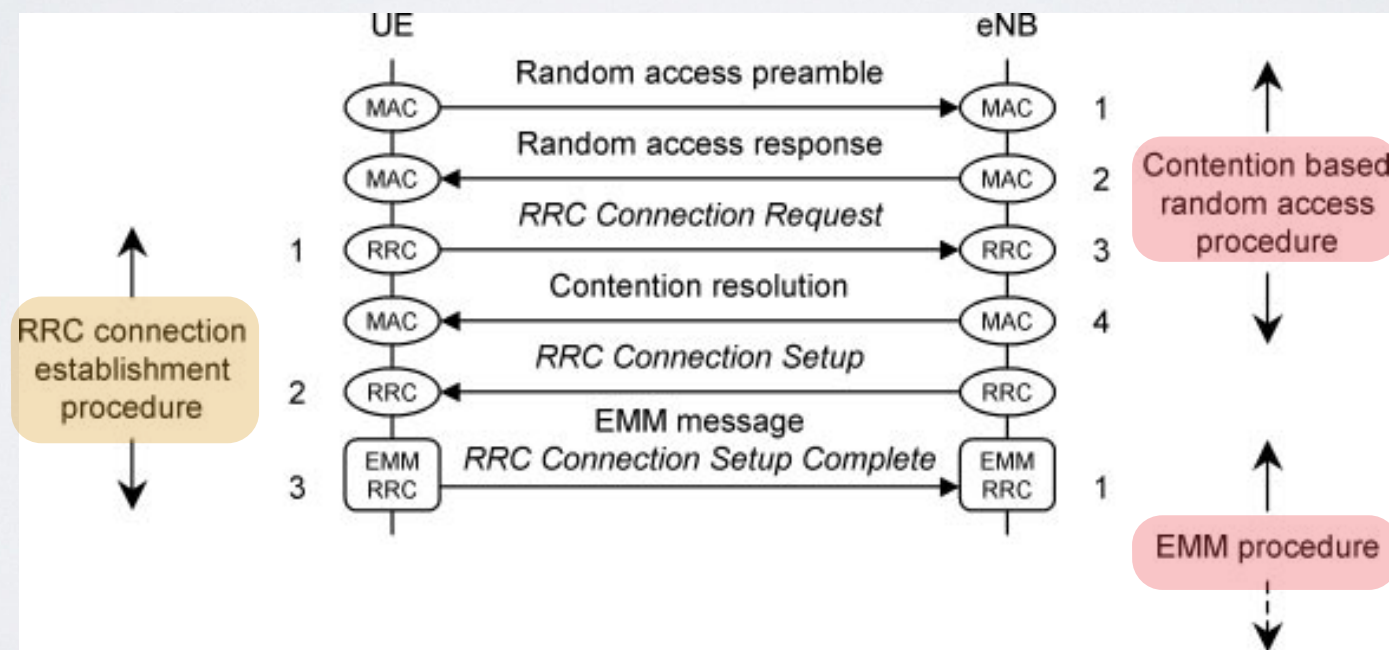 UE
eNB
Random access preamble
MAC
MAC
1
Random access response
MAC
MAC
2
Contention based
random access
procedure
RRC Connection Request
1
RRC
RRC
3
Contention resolution
MAC
MAC
4
RRC connection
establishment
procedure
RRC Connection Setup
2
RRC
RRC
EMM message
RRC Connection Setup Complete
3
EMM
RRC
EMM
RRC
1
EMM procedure